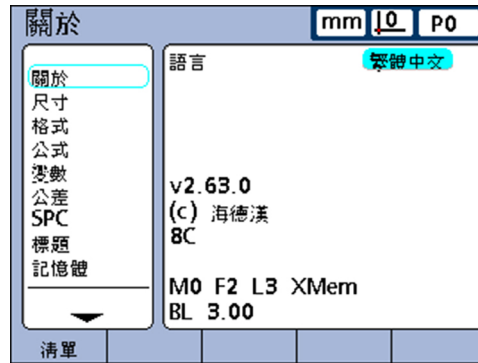 關於
mm 0 P0
關於
尺寸
格式
公式
變數
公差
SPC
標題
記憶體
語言 繁體中文
v2.63.0
(c) 海德漢
8C
M0 F2 L3 XMem
BL 3.00
清單